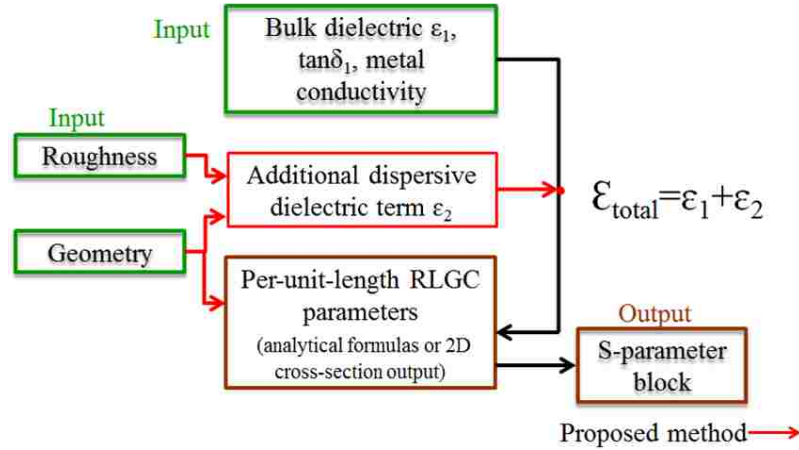 Input
Bulk dielectric ε₁,
tanδ₁, metal
conductivity
Input
Roughness
Geometry
Additional dispersive
dielectric term ε₂
Ɛtotal=ε₁+ε₂
Per-unit-length RLGC
parameters
(analytical formulas or 2D
cross-section output)
Output
S-parameter
block
Proposed method